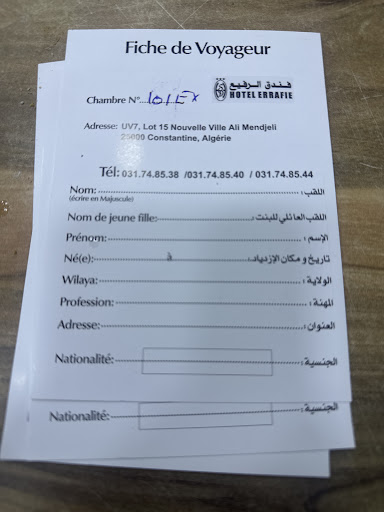 Fiche de Voyageur
فندق الرفيع
HOTEL ERRAFIE
Chambre N°........ 101EX
Adresse: UV7, Lot 15 Nouvelle Ville Ali Mendjeli
25000 Constantine, Algérie
Tél: 031.74.85.38 /031.74.85.40 / 031.74.85.44
Nom: اللقب :
(écrire en Majuscule)
Nom de jeune fille: اللقب العائلي للبنت :
Prénom: الإسم :
Né(e): à تاريخ و مكان الإزدياد :
Wilaya: الولاية :
Profession: المهنة :
Adresse: العنوان :
Nationalité: الجنسية :
Nationalité: الجنسية :